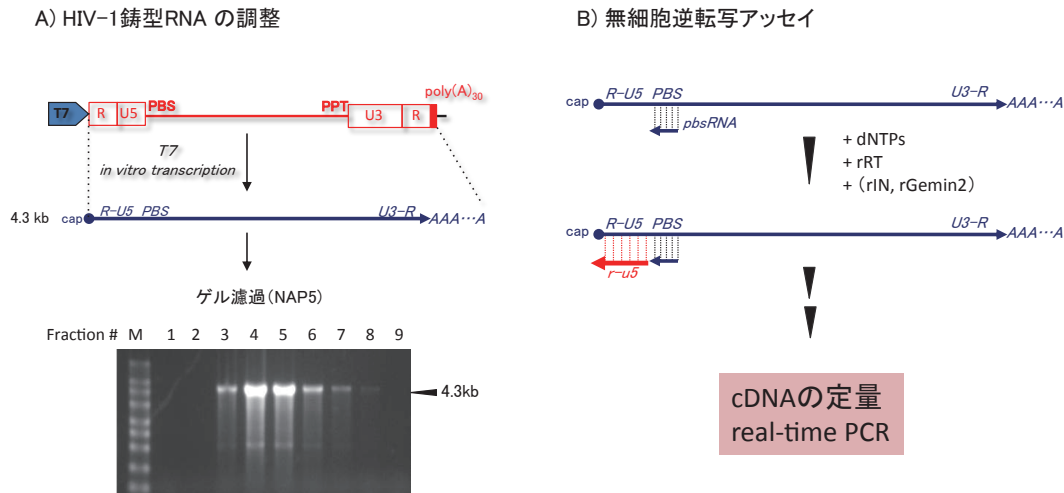 A) HIV-1鋳型RNA の調整
poly(A)30
T7 R U5 PBS PPT U3 R
T7
in vitro transcription
4.3 kb cap R-U5 PBS U3-R AAA…A
ゲル濾過(NAP5)
Fraction # M 1 2 3 4 5 6 7 8 9
4.3kb
B) 無細胞逆転写アッセイ
R-U5 PBS U3-R
cap AAA…A
pbsRNA
+ dNTPs
+ rRT
+ (rIN, rGemin2)
R-U5 PBS U3-R
cap AAA…A
r-u5
cDNAの定量
real-time PCR